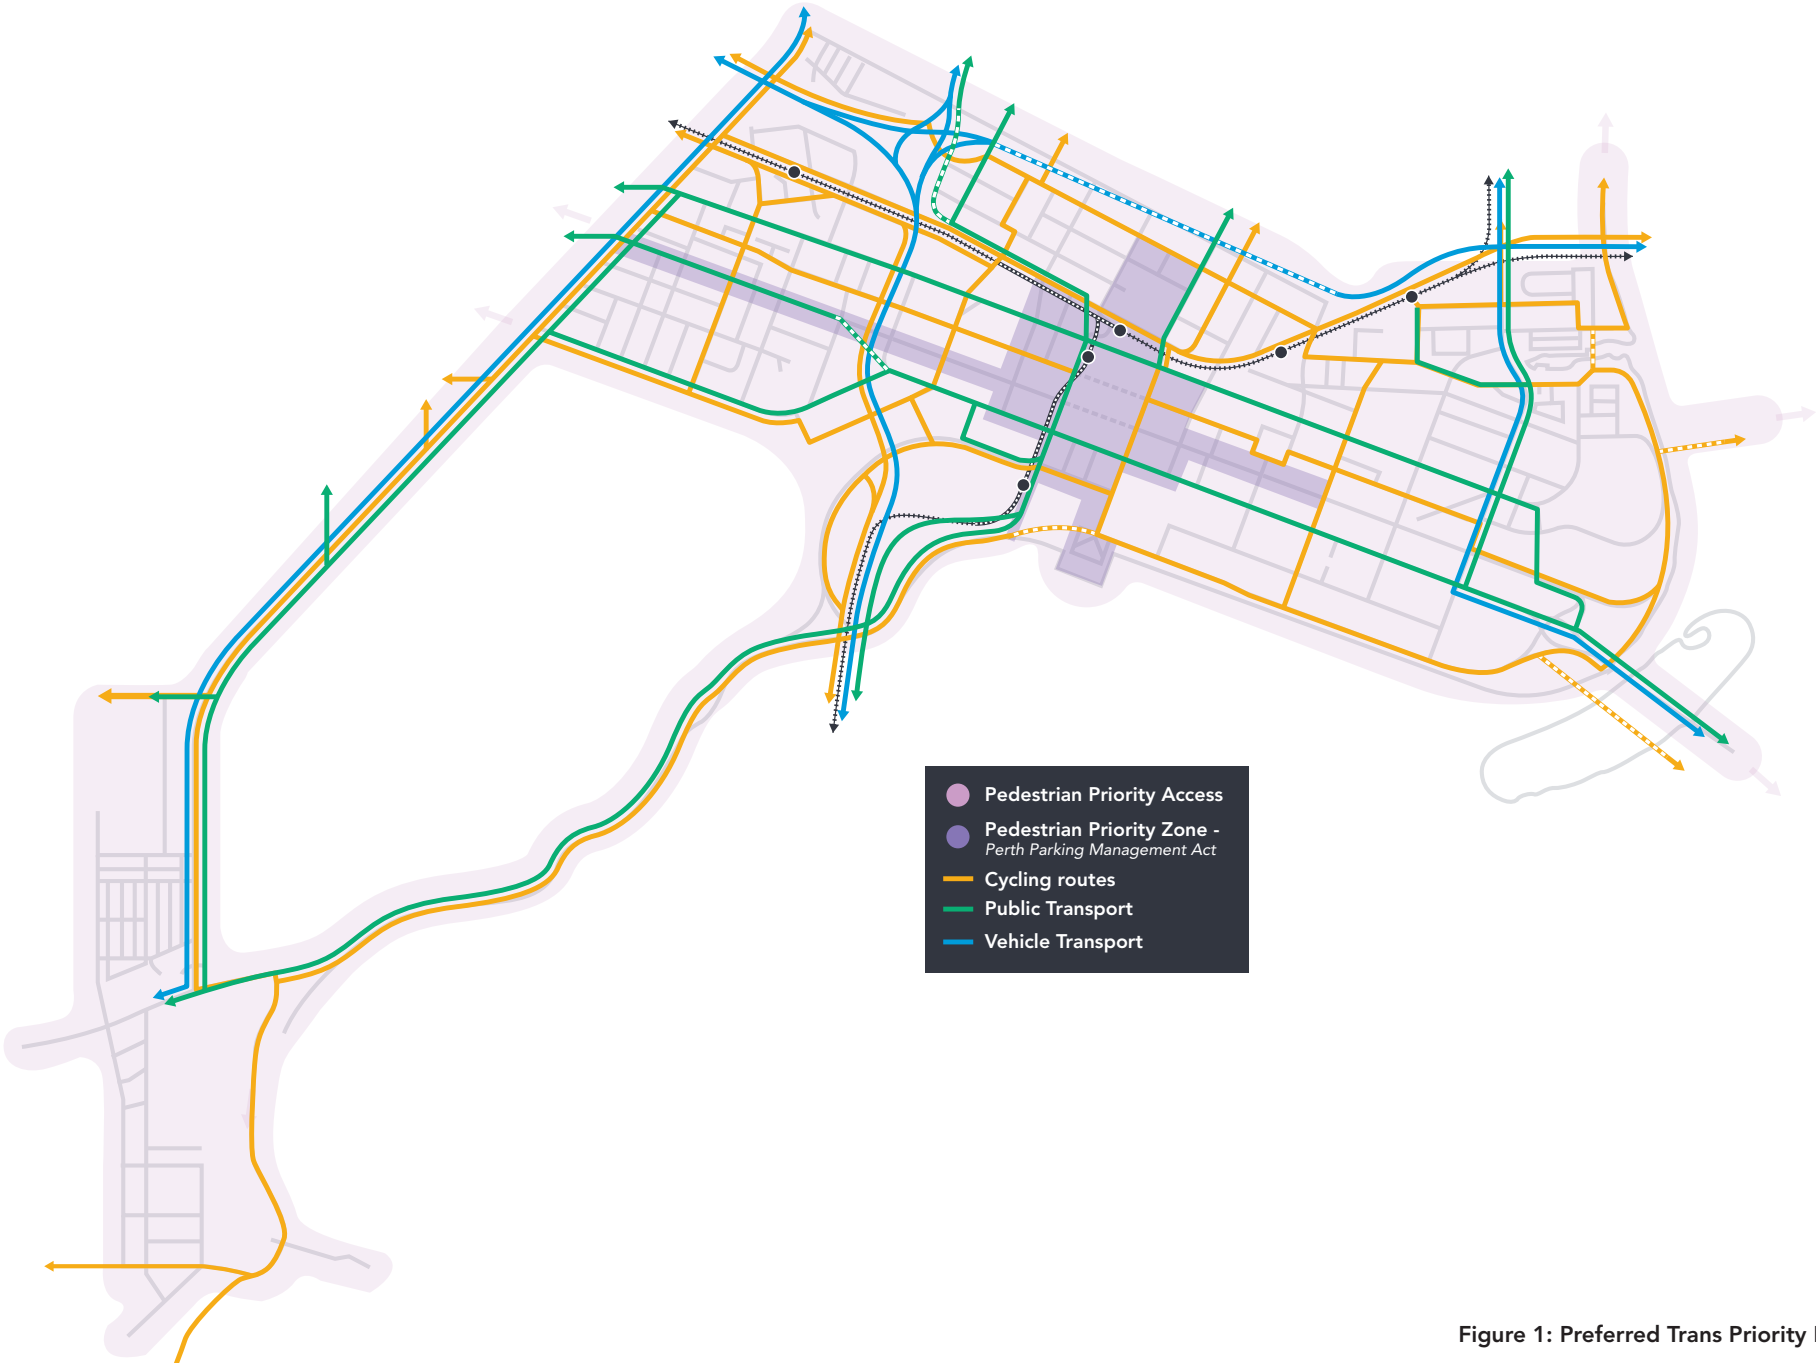 Pedestrian Priority Access
Pedestrian Priority Zone -
Perth Parking Management Act
Cycling routes
Public Transport
Vehicle Transport
Figure 1: Preferred Trans Priority